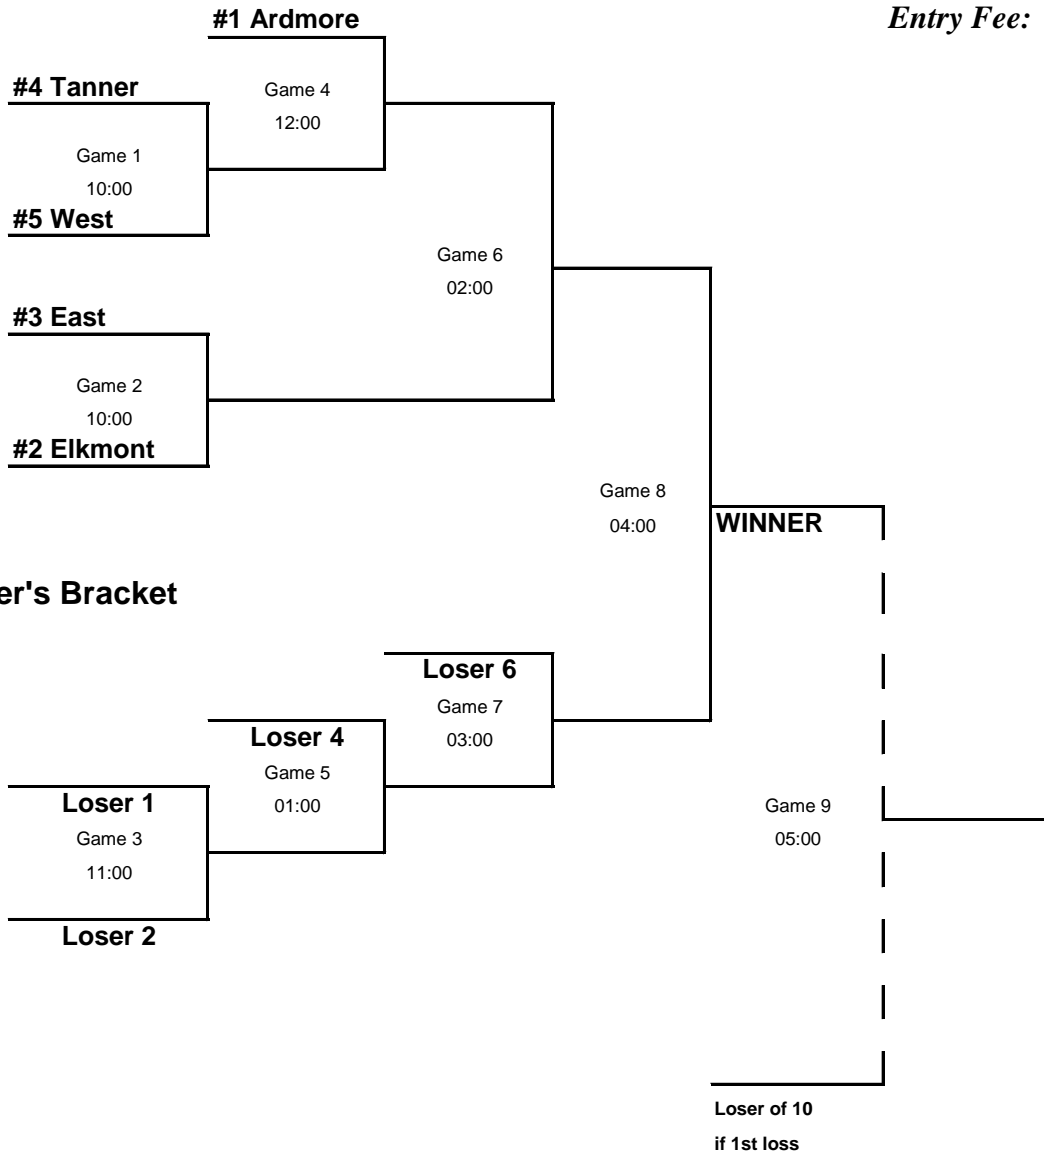 #1 Ardmore
Entry Fee:
#4 Tanner
Game 4
12:00
Game 1
10:00
#5 West
Game 6
02:00
#3 East
Game 2
10:00
#2 Elkmont
Game 8
04:00
WINNER
er's Bracket
Loser 6
Game 7
03:00
Loser 4
Game 5
01:00
Loser 1
Game 3
11:00
Loser 2
Game 9
05:00
Loser of 10
if 1st loss